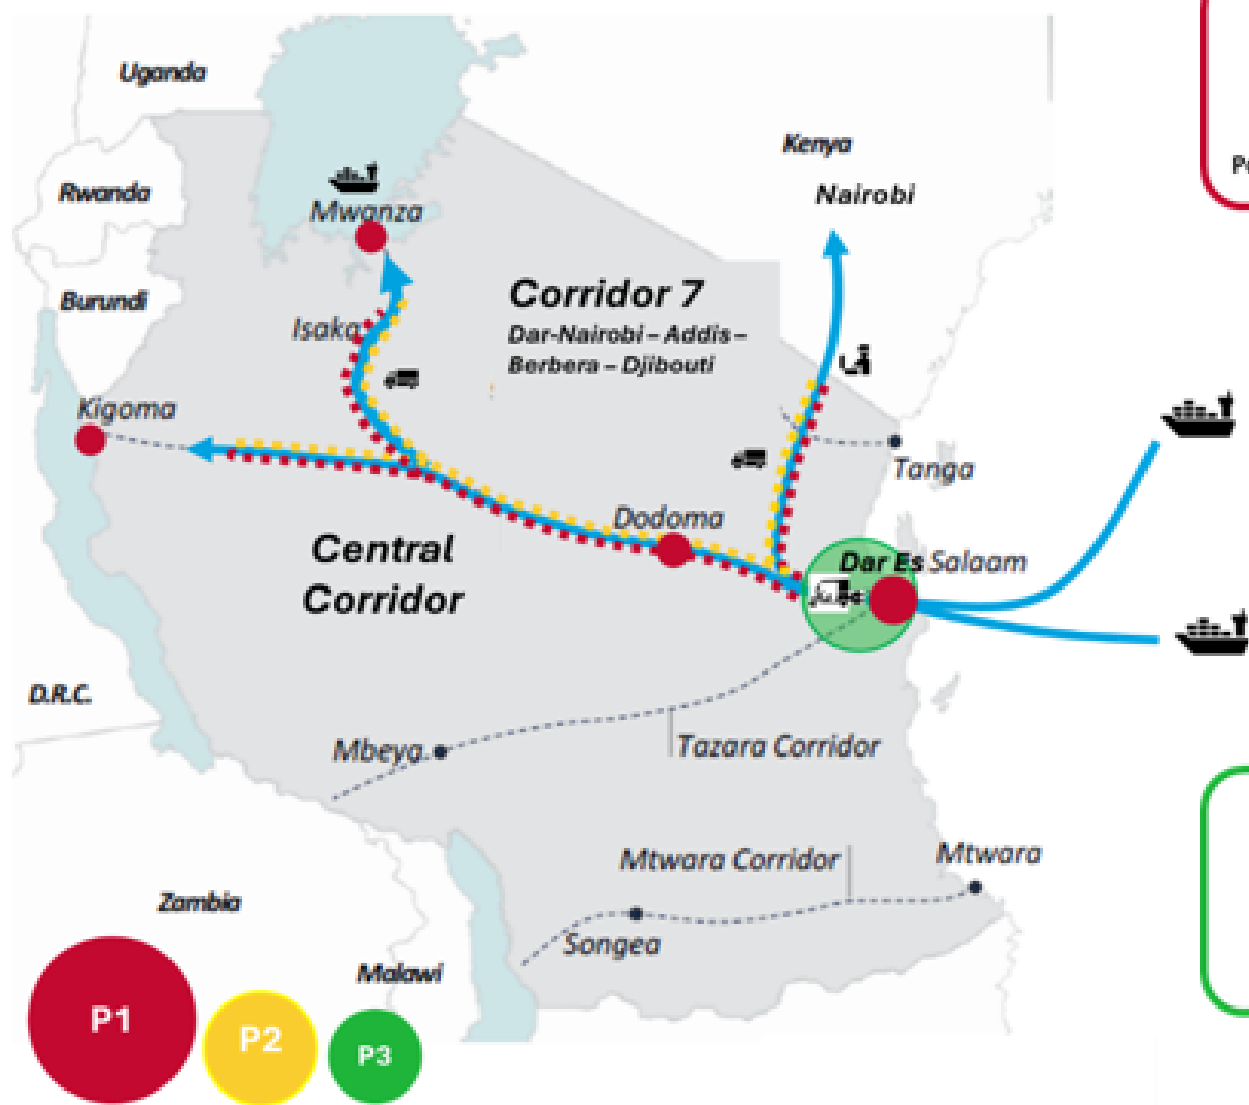 Uganda
Kenya
Rwanda
Nairobi
Mwanza
Burundi
Corridor 7
Isaka
Dar-Nairobi – Addis –
Berbera – Djibouti
Kigoma
Tanga
Dodoma
Central
Corridor
Dar Es Salaam
D.R.C.
Mbeya
Tazara Corridor
Mtwara Corridor
Mtwara
Zambia
Songea
Malawi
P1
P2
P3